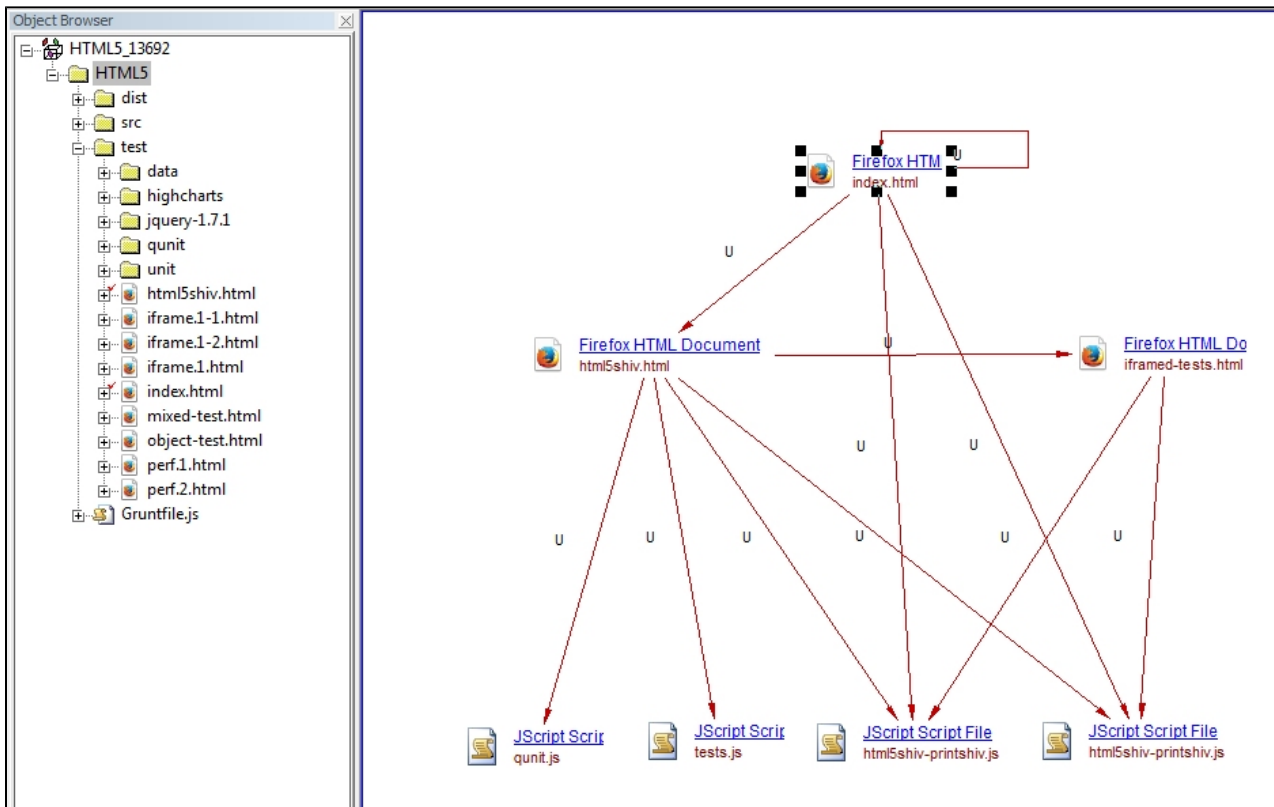 Object Browser
HTML5_13692
HTML5
dist
src
test
data
highcharts
jquery-1.7.1
qunit
unit
html5shiv.html
iframe.1-1.html
iframe.1-2.html
iframe.1.html
index.html
mixed-test.html
object-test.html
perf.1.html
perf.2.html
Gruntfile.js
Firefox HTM
U
index.html
U
Firefox HTML Document
html5shiv.html
U
Firefox HTML Do
iframed-tests.html
U
U
U
U
U
U
U
U
JScript Scrip
qunit.js
JScript Scrip
tests.js
JScript Script File
html5shiv-printshiv.js
JScript Script File
html5shiv-printshiv.js